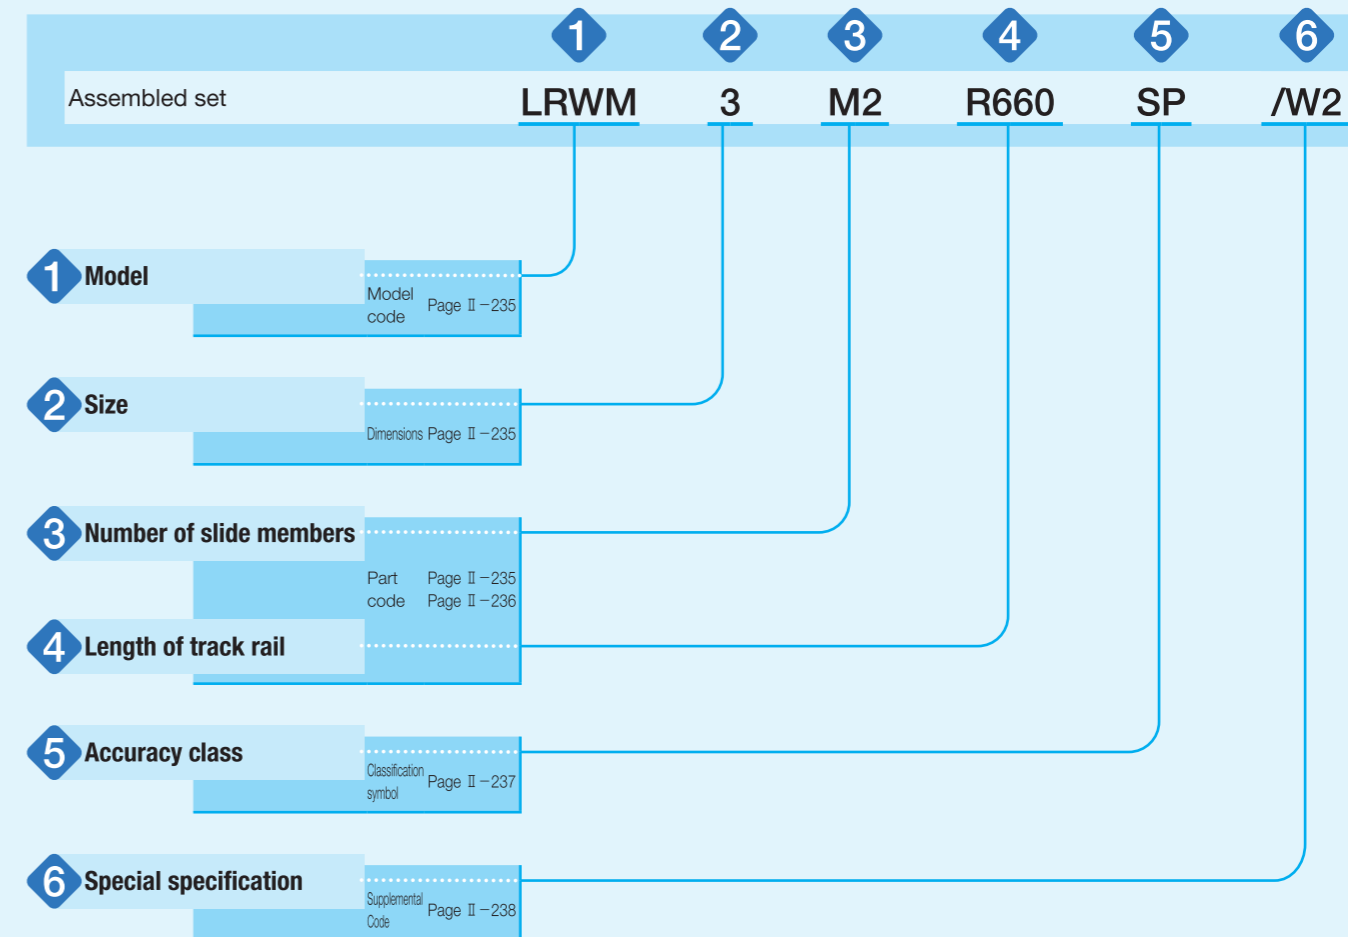 1 2 3 4 5 6
Assembled set LRWM 3 M2 R660 SP /W2
1 Model
Model code Page Ⅱ－235
2 Size
Dimensions Page Ⅱ－235
3 Number of slide members
Part code Page Ⅱ－235
Page Ⅱ－236
4 Length of track rail
5 Accuracy class
Classification symbol Page Ⅱ－237
6 Special specification
Supplemental Code Page Ⅱ－238